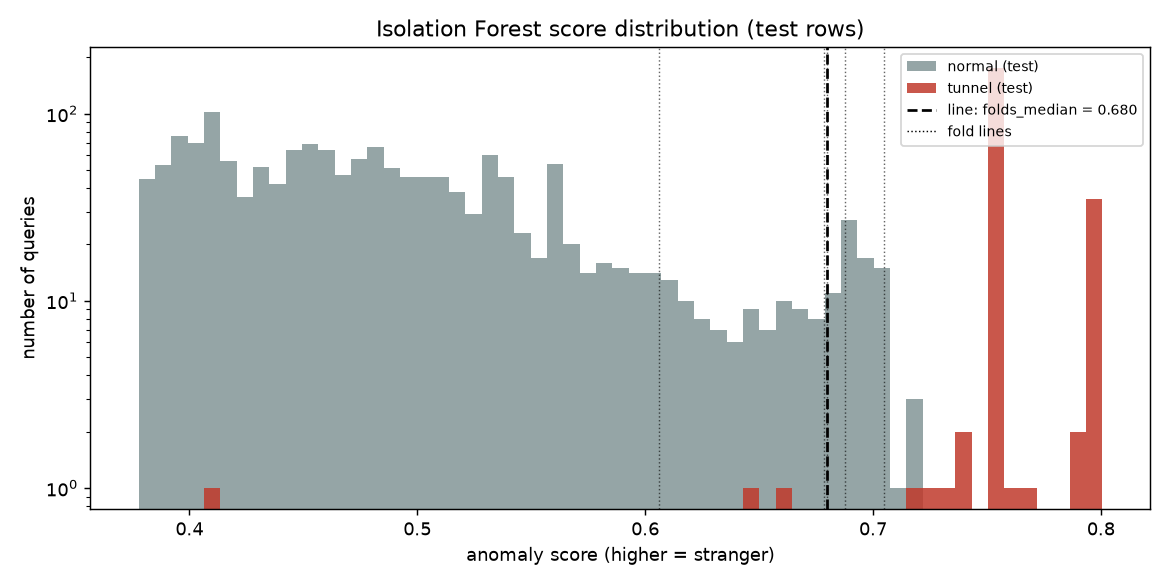 Isolation Forest score distribution (test rows)
normal (test)
tunnel (test)
line: folds_median = 0.680
fold lines
number of queries
10²
10¹
10⁰
0.4 0.5 0.6 0.7 0.8
anomaly score (higher = stranger)